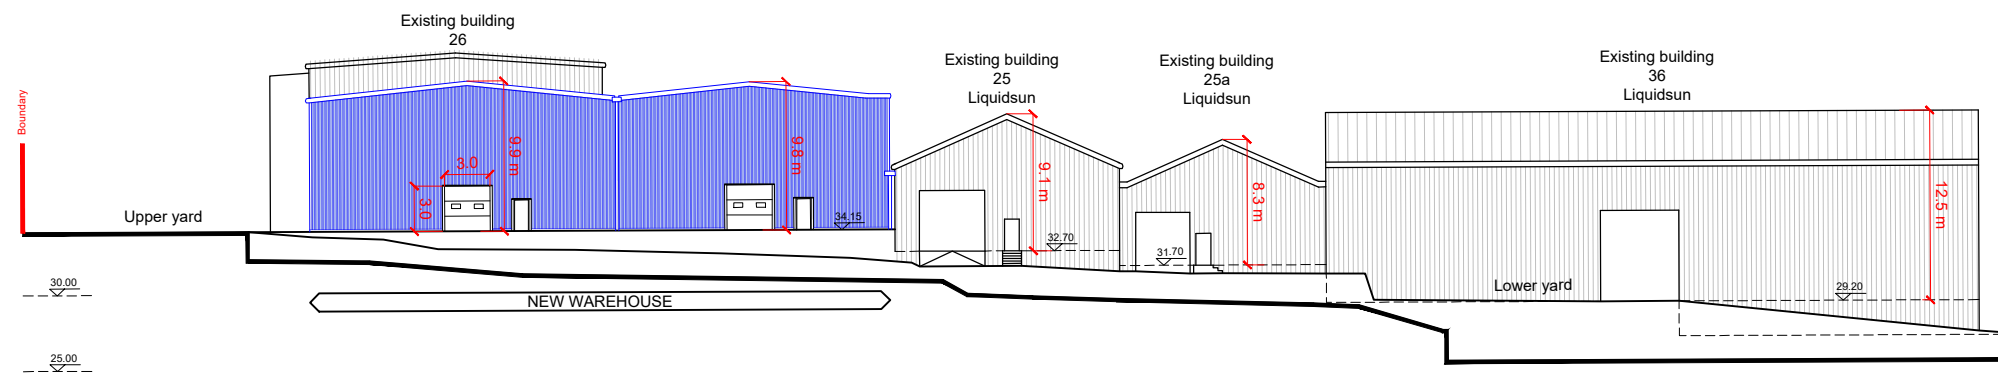 Existing building
26
Existing building
25
Liquidsun
Existing building
25a
Liquidsun
Existing building
36
Liquidsun
Boundary
Upper yard
3.0
3.0
9.9 m
9.8 m
34.15
9.1 m
32.70
8.3 m
31.70
12.5 m
Lower yard
29.20
30.00
NEW WAREHOUSE
25.00